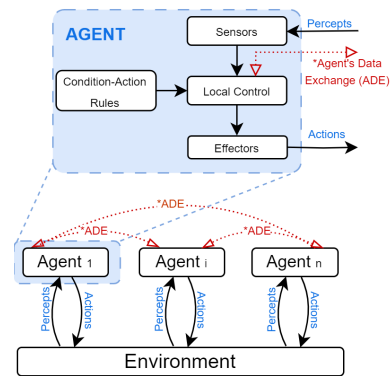 AGENT
Sensors
Percepts
*Agent's Data
Exchange (ADE)
Condition-Action
Rules
Local Control
Effectors
Actions
*ADE
*ADE
*ADE
Agent 1
Agent i
Agent n
Percepts
Actions
Percepts
Actions
Percepts
Actions
Environment